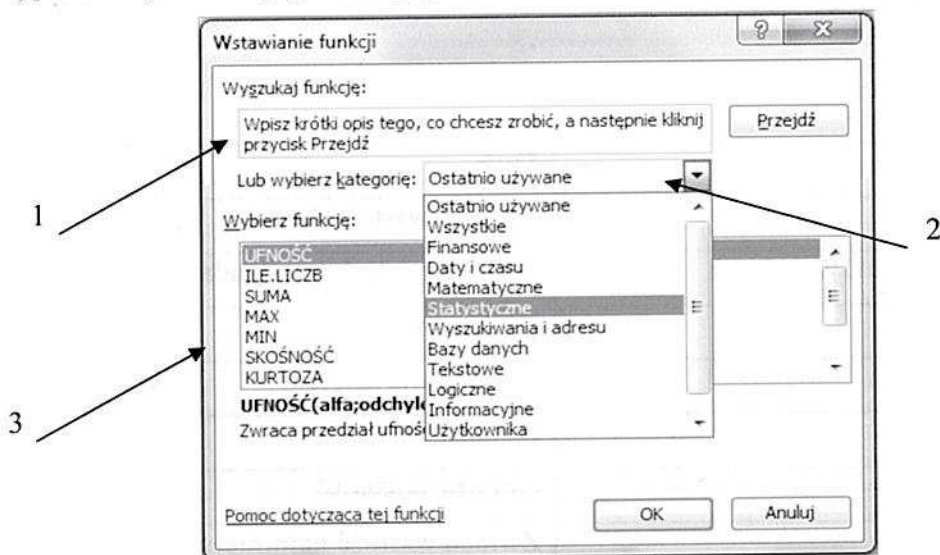 Wstawianie funkcji
Wyszukaj funkcję:
Wpisz krótki opis tego, co chcesz zrobić, a następnie kliknij
przycisk Przejdź
Przejdź
Lub wybierz kategorię: Ostatnio używane
1
2
Ostatnio używane
Wszystkie
Finansowe
Daty i czasu
Matematyczne
Statystyczne
Wyszukiwania i adresu
Bazy danych
Tekstowe
Logiczne
Informacyjne
Użytkownika
Wybierz funkcję:
UFNOŚĆ
ILE.LICZB
SUMA
MAX
MIN
SKOŚNOŚĆ
KURTOZA
3
UFNOŚĆ(alfa;odchyle
Zwraca przedział ufnoś
Pomoc dotycząca tej funkcji
OK
Anuluj